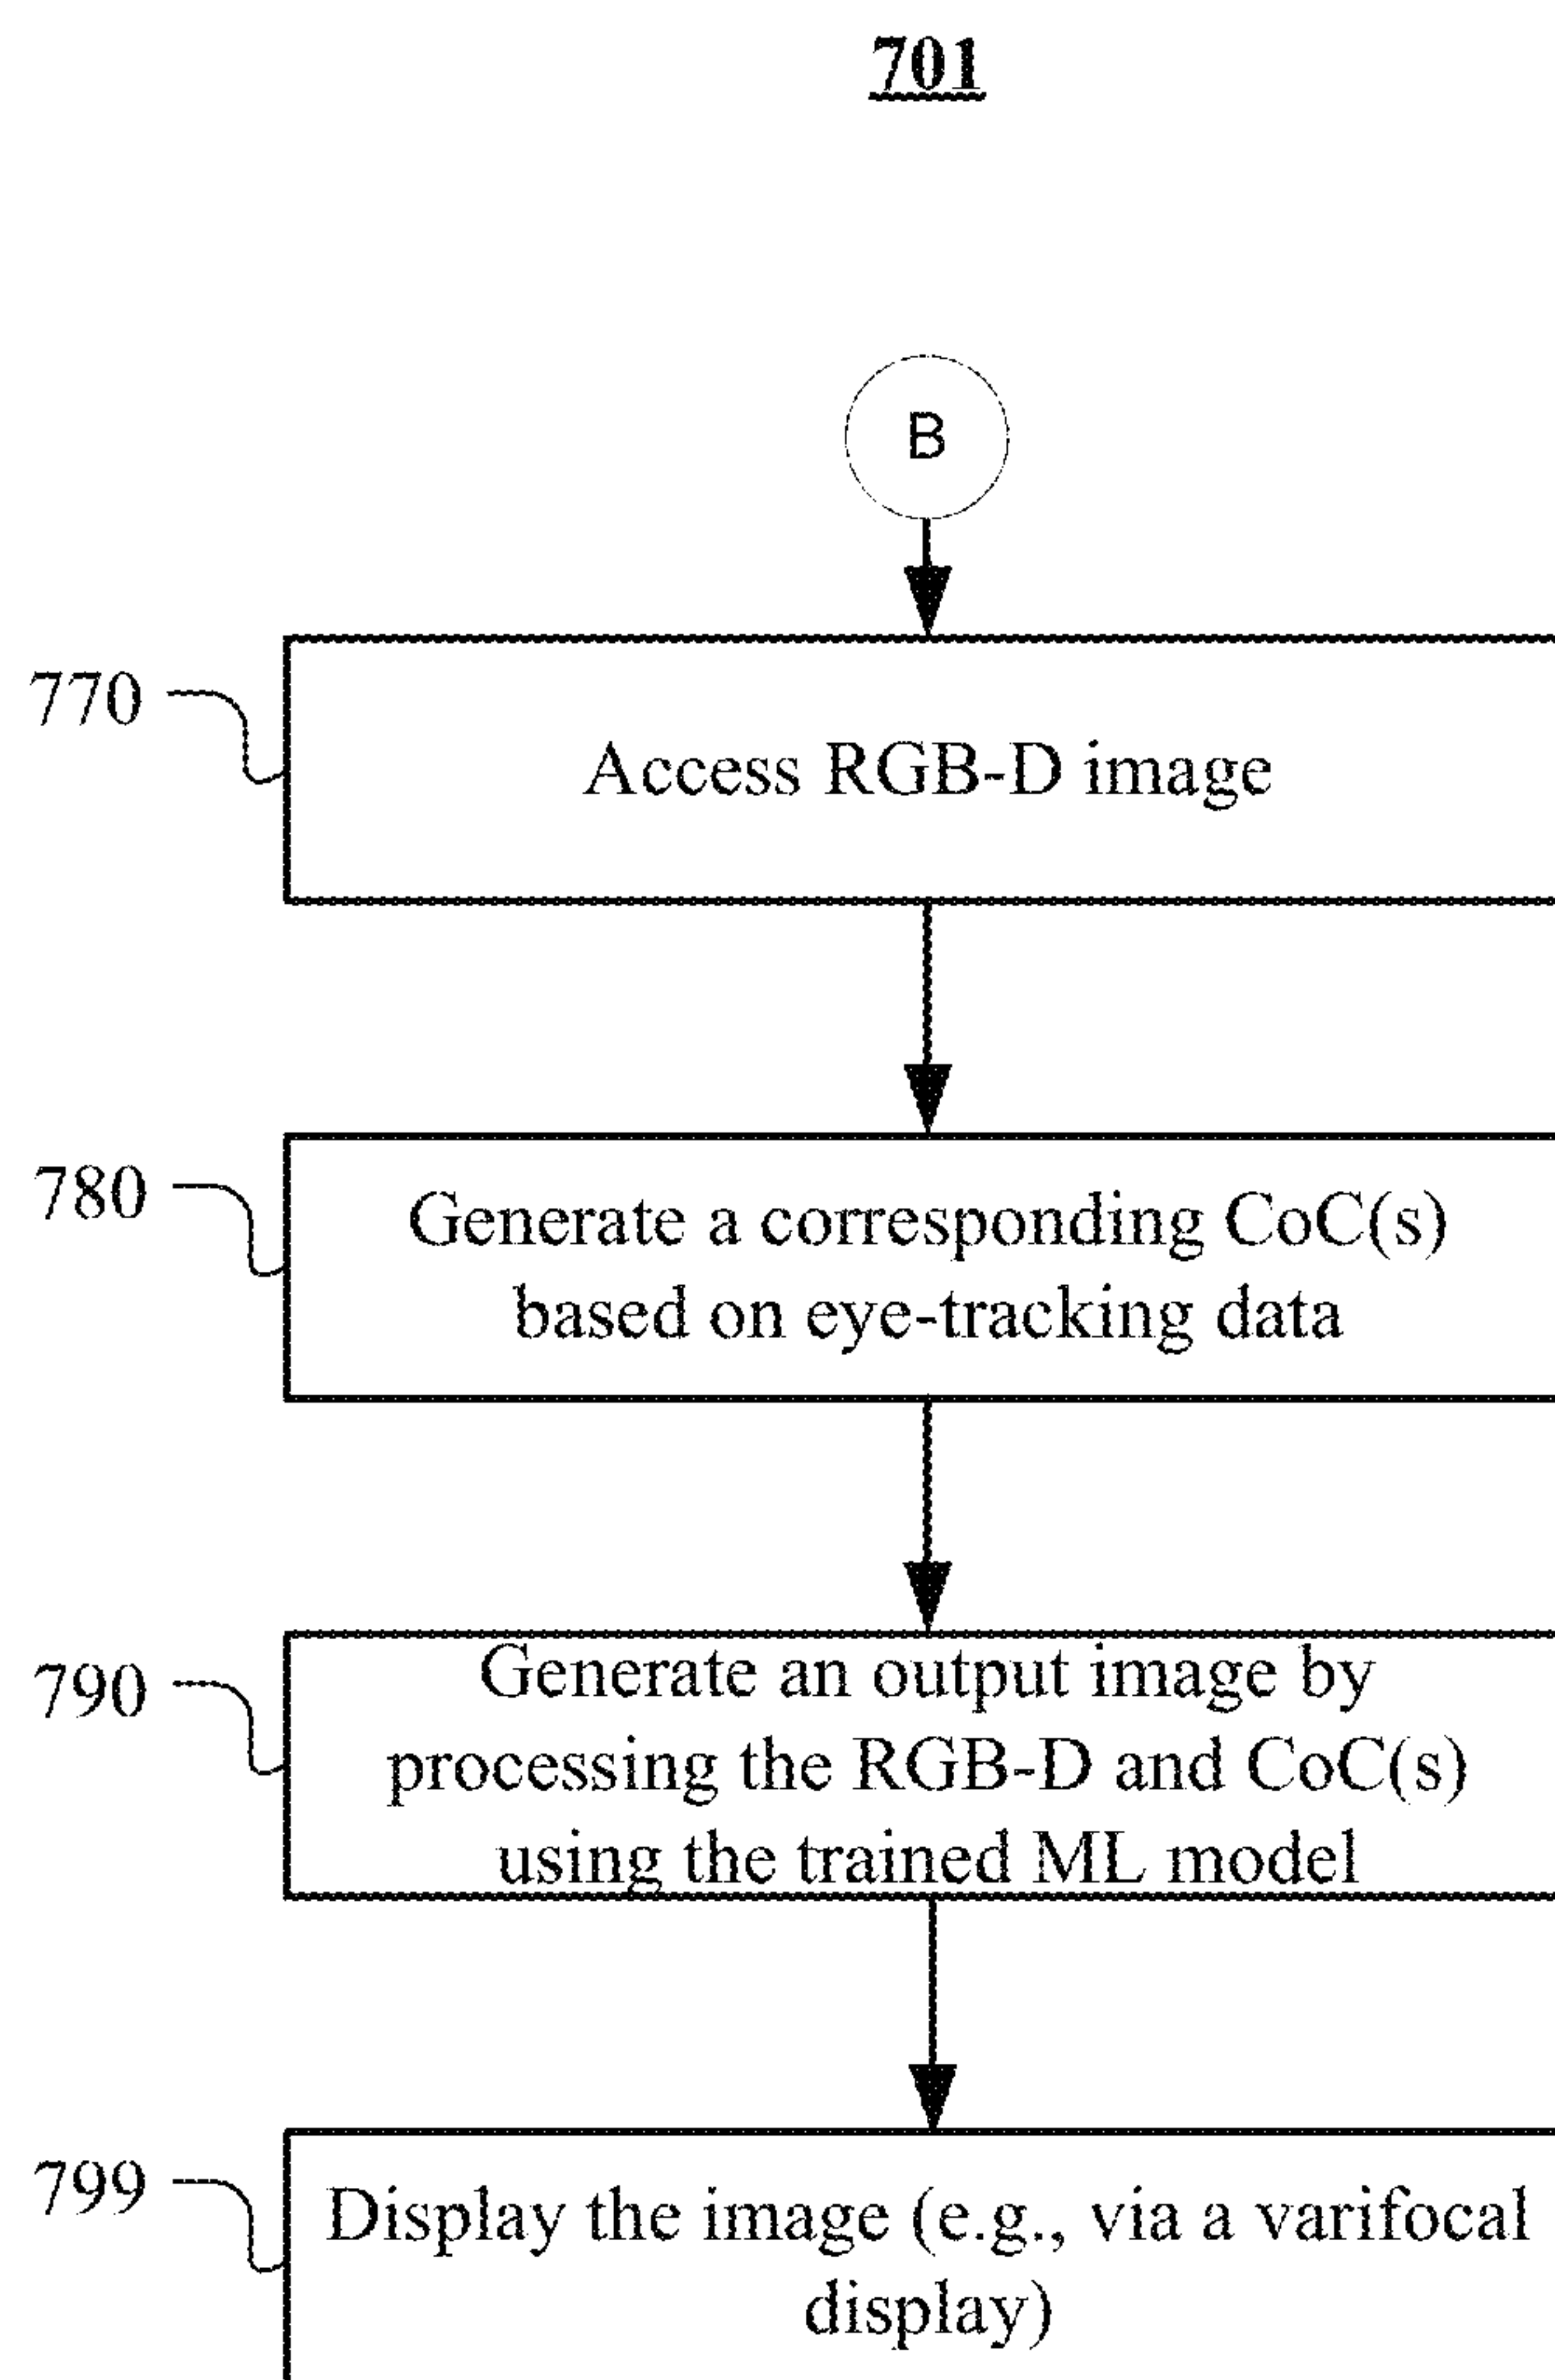 701
B
770
Access RGB-D image
780
Generate a corresponding CoC(s)
based on eye-tracking data
790
Generate an output image by
processing the RGB-D and CoC(s)
using the trained ML model
799
Display the image (e.g., via a varifocal
display)